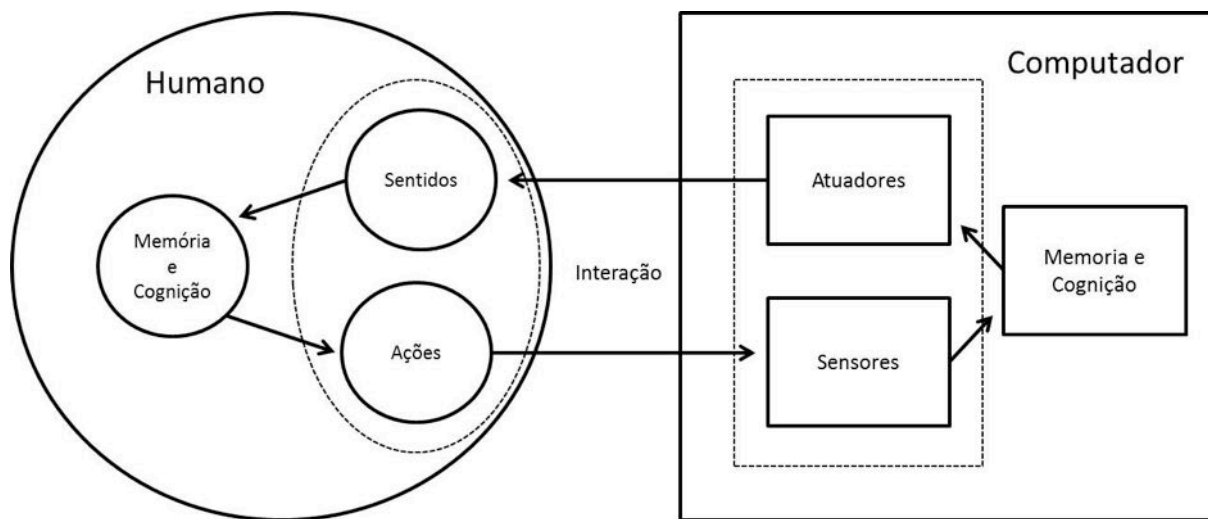 Humano
Sentidos
Memória
e
Cognição
Ações
Interação
Computador
Atuadores
Sensores
Memoria e
Cognição